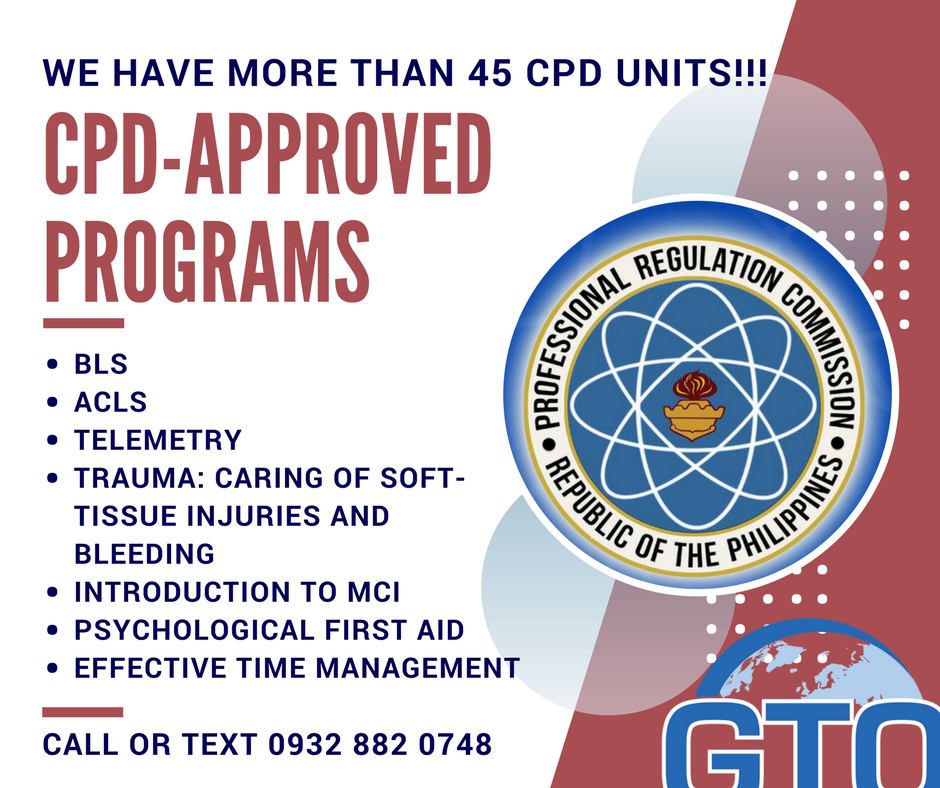 WE HAVE MORE THAN 45 CPD UNITS!!!
CPD-APPROVED
PROGRAMS
• BLS
• ACLS
• TELEMETRY
• TRAUMA: CARING OF SOFT-
TISSUE INJURIES AND
BLEEDING
• INTRODUCTION TO MCI
• PSYCHOLOGICAL FIRST AID
• EFFECTIVE TIME MANAGEMENT
CALL OR TEXT 0932 882 0748
PROFESSIONAL REGULATION COMMISSION
REPUBLIC OF THE PHILIPPINES
GTO